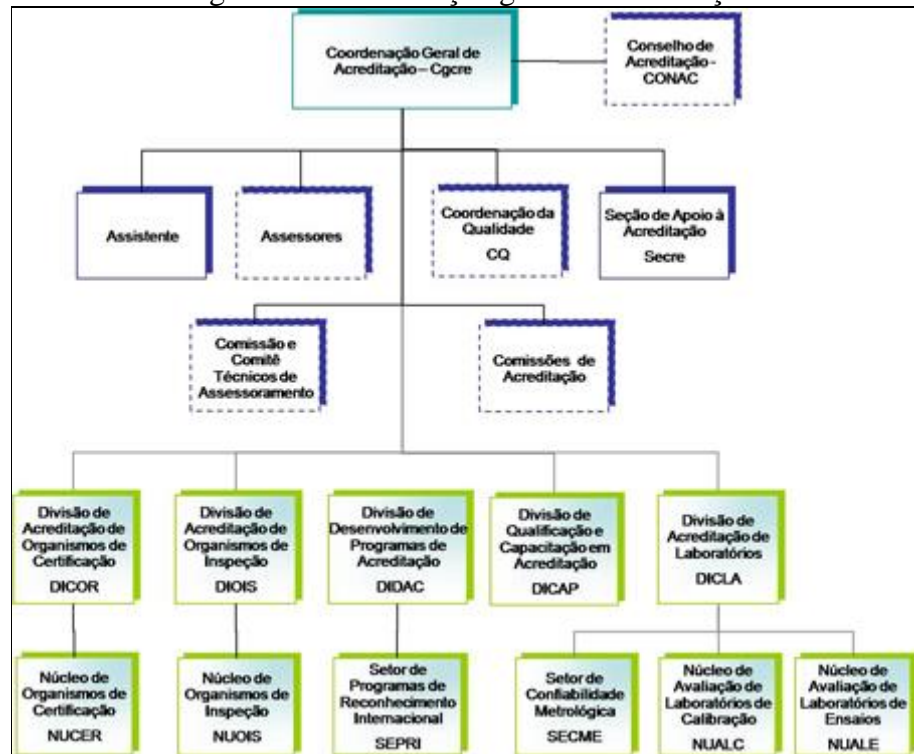 Coordenação Geral de
Acreditação – Cgcre
Conselho de
Acreditação -
CONAC
Assistente
Assessores
Coordenação da
Qualidade
CQ
Seção de Apoio à
Acreditação
Secre
Comissão e
Comitê
Técnicos de
Assessoramento
Comissões de
Acreditação
Divisão de
Acreditação de
Organismos de
Certificação
DICOR
Divisão de
Acreditação de
Organismos de
Inspeção
DIOIS
Divisão de
Desenvolvimento de
Programas de
Acreditação
DIDAC
Divisão de
Qualificação e
Capacitação em
Acreditação
DICAP
Divisão de
Acreditação de
Laboratórios
DICLA
Núcleo de
Organismos de
Certificação
NUCER
Núcleo de
Organismos de
Inspeção
NUOIS
Setor de
Programas de
Reconhecimento
Internacional
SEPRI
Setor de
Confiabilidade
Metrológica
SECME
Núcleo de
Avaliação de
Laboratórios de
Calibração
NUALC
Núcleo de
Avaliação de
Laboratórios de
Ensaios
NUALE